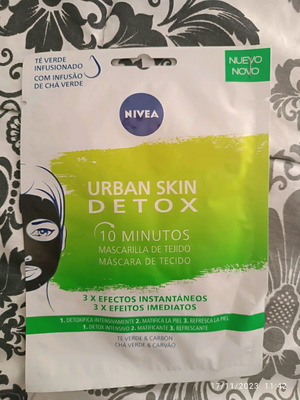 TÉ VERDE
INFUSIONADO
COM INFUSÃO
DE CHÁ VERDE
NUEVO
NOVO
NIVEA
URBAN SKIN
DETOX
10 MINUTOS
MASCARILLA DE TEJIDO
MÁSCARA DE TECIDO
3 X EFECTOS INSTANTÁNEOS
3 X EFEITOS IMEDIATOS
1. DETOXIFICA INTENSIVAMENTE 2. MATIFICA LA PIEL 3. REFRESCA LA PIEL
1. DETOX INTENSIVO 2. MATIFICANTE 3. REFRESCANTE
TÉ VERDE & CARBÓN
CHÁ VERDE & CARVÃO
17/11/2023 11:42